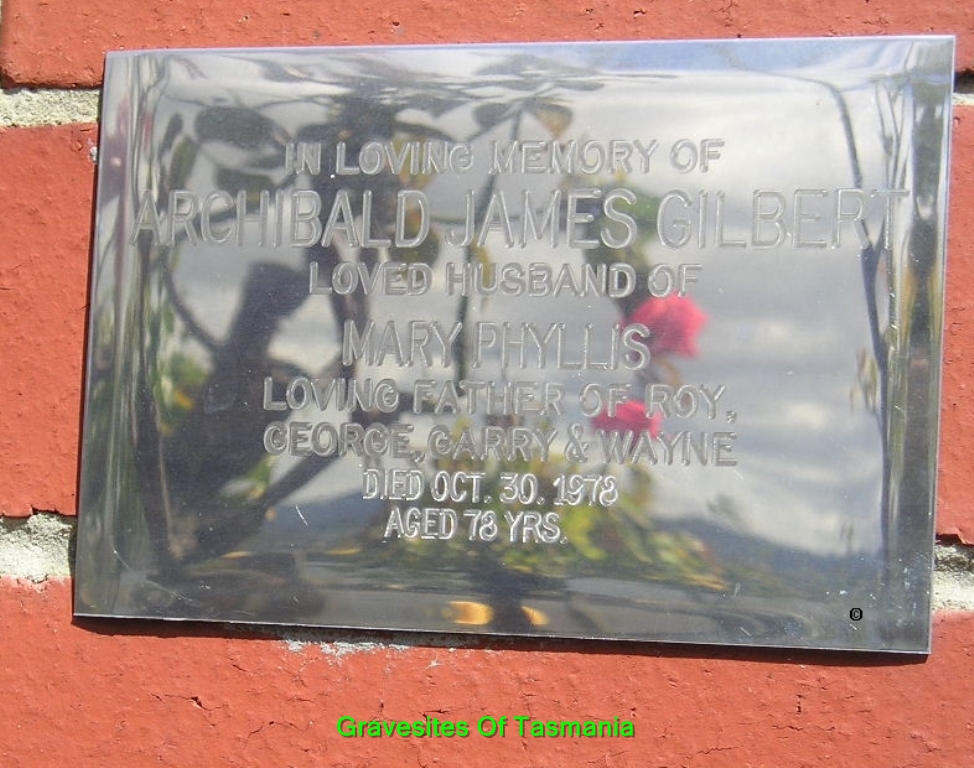 IN LOVING MEMORY OF
ARCHIBALD JAMES GILBERT
LOVED HUSBAND OF
MARY PHYLLIS
LOVING FATHER OF ROY,
GEORGE, GARRY & WAYNE
DIED OCT. 30. 1978
AGED 78 YRS.
©
Gravesites Of Tasmania